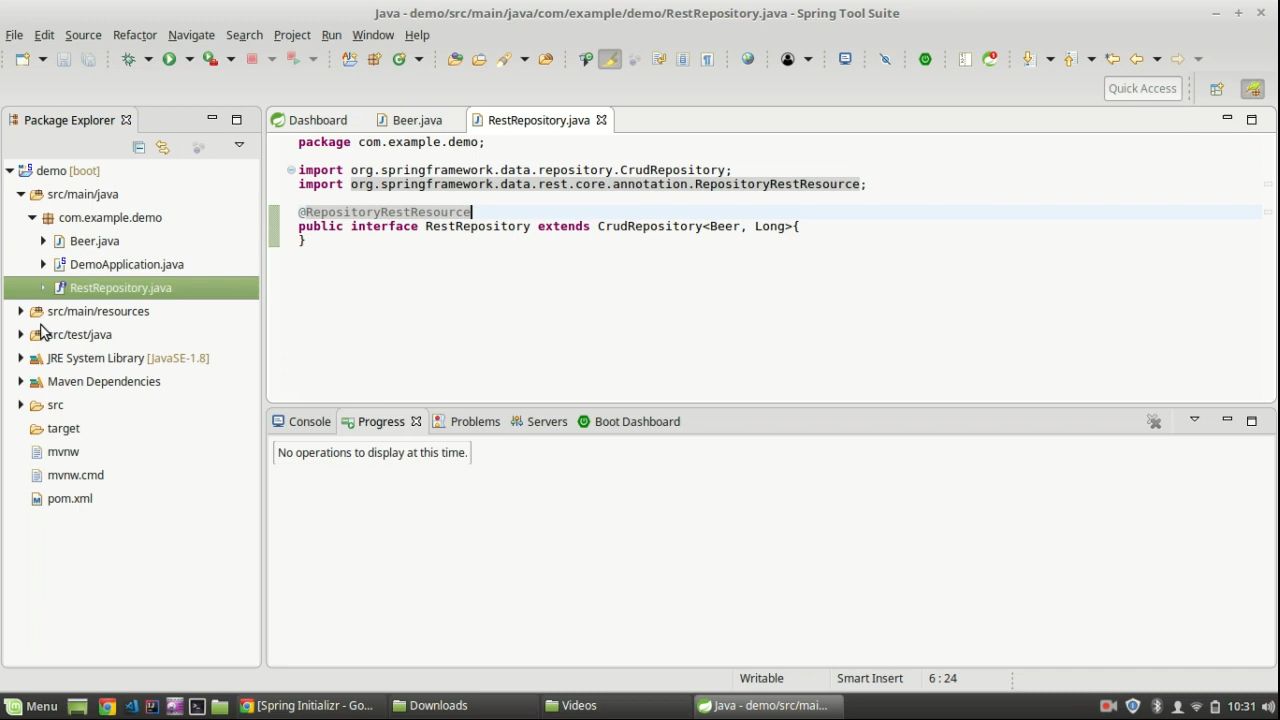 Java - demo/src/main/java/com/example/demo/RestRepository.java - Spring Tool Suite
File Edit Source Refactor Navigate Search Project Run Window Help
Quick Access
Package Explorer
Dashboard Beer.java RestRepository.java
demo [boot]
src/main/java
com.example.demo
Beer.java
DemoApplication.java
RestRepository.java
src/main/resources
src/test/java
JRE System Library [JavaSE-1.8]
Maven Dependencies
src
target
mvnw
mvnw.cmd
pom.xml
package com.example.demo;
import org.springframework.data.repository.CrudRepository;
import org.springframework.data.rest.core.annotation.RepositoryRestResource;
@RepositoryRestResource
public interface RestRepository extends CrudRepository<Beer, Long>{
}
Console Progress Problems Servers Boot Dashboard
No operations to display at this time.
Writable Smart Insert 6 : 24
Menu [Spring Initializr - Go... Downloads Videos Java - demo/src/mai... 10:31